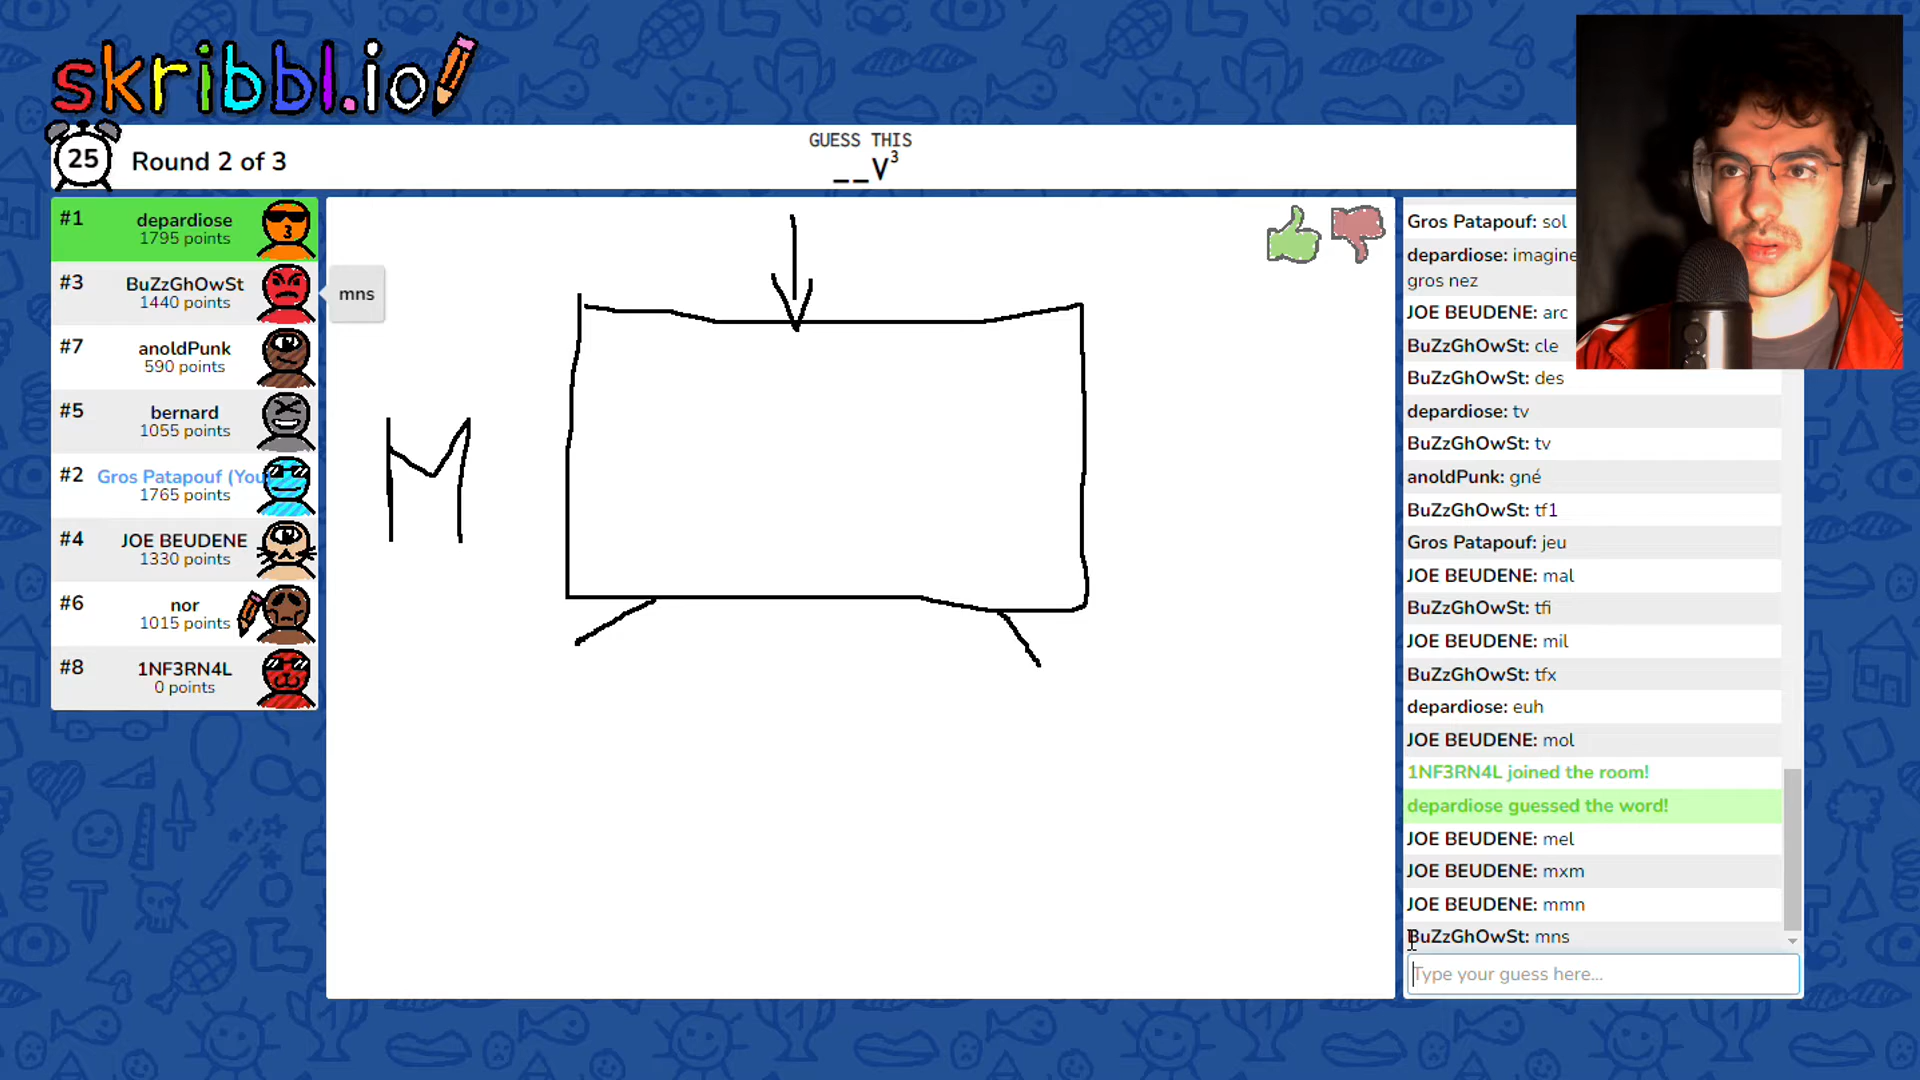 skribbl.io
25
Round 2 of 3
GUESS THIS
__V3
#1
depardiose
1795 points
#3
BuZzGhOwSt
1440 points
mns
#7
anoldPunk
590 points
#5
bernard
1055 points
#2
Gros Patapouf (You
1765 points
#4
JOE BEUDENE
1330 points
#6
nor
1015 points
#8
1NF3RN4L
0 points
M
Gros Patapouf: sol
depardiose: imagine
gros nez
JOE BEUDENE: arc
BuZzGhOwSt: cle
BuZzGhOwSt: des
depardiose: tv
BuZzGhOwSt: tv
anoldPunk: gné
BuZzGhOwSt: tf1
Gros Patapouf: jeu
JOE BEUDENE: mal
BuZzGhOwSt: tfi
JOE BEUDENE: mil
BuZzGhOwSt: tfx
depardiose: euh
JOE BEUDENE: mol
1NF3RN4L joined the room!
depardiose guessed the word!
JOE BEUDENE: mel
JOE BEUDENE: mxm
JOE BEUDENE: mmn
BuZzGhOwSt: mns
Type your guess here...